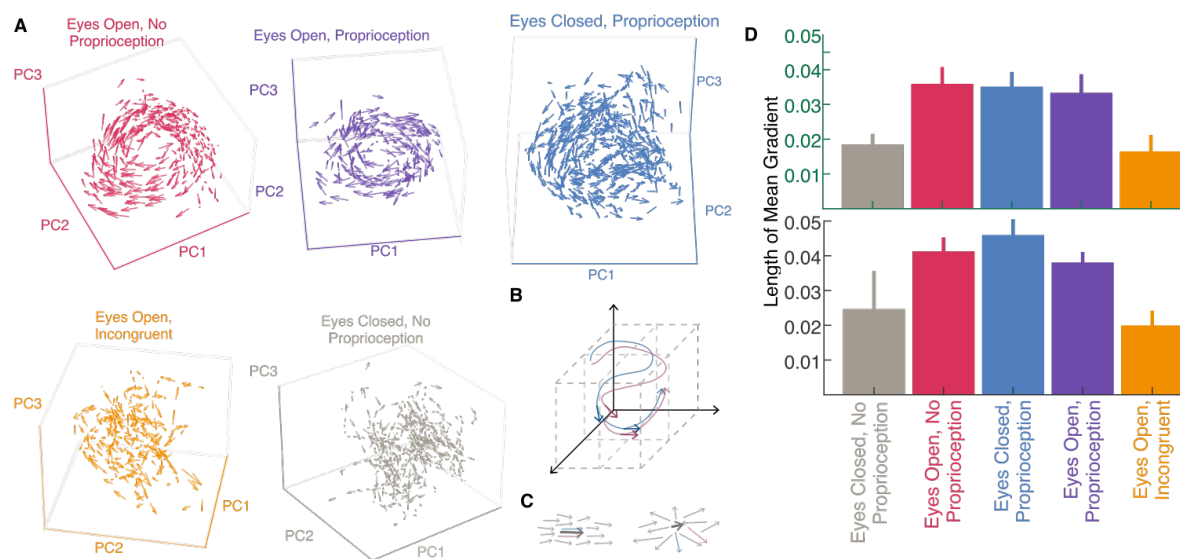 A
Eyes Open, No
Proprioception
PC3
PC2
PC1
Eyes Open, Proprioception
PC3
PC2
PC1
Eyes Closed, Proprioception
PC3
PC2
PC1
Eyes Open,
Incongruent
PC3
PC2
PC1
Eyes Closed, No
Proprioception
PC3
PC2
PC1
B
C
D
Length of Mean Gradient
0.05
0.04
0.03
0.02
0.01
0.05
0.04
0.03
0.02
0.01
Eyes Closed, No
Proprioception
Eyes Open, No
Proprioception
Eyes Closed,
Proprioception
Eyes Open,
Proprioception
Eyes Open,
Incongruent